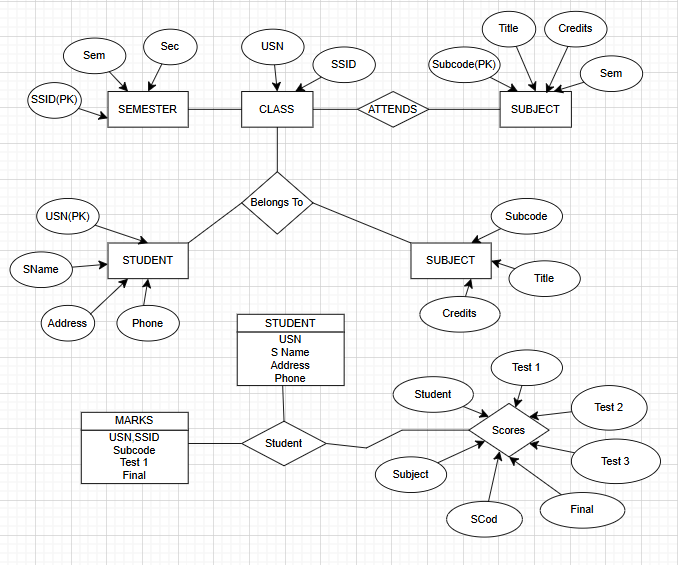 Title
Credits
Sec
USN
Sem
SSID
Subcode(PK)
Sem
SSID(PK)
SEMESTER
CLASS
ATTENDS
SUBJECT
Belongs To
USN(PK)
Subcode
STUDENT
SUBJECT
SName
Title
Address
Phone
Credits
STUDENT
USN
S Name
Address
Phone
Test 1
Student
Test 2
MARKS
USN,SSID
Subcode
Test 1
Final
Student
Scores
Test 3
Subject
SCod
Final